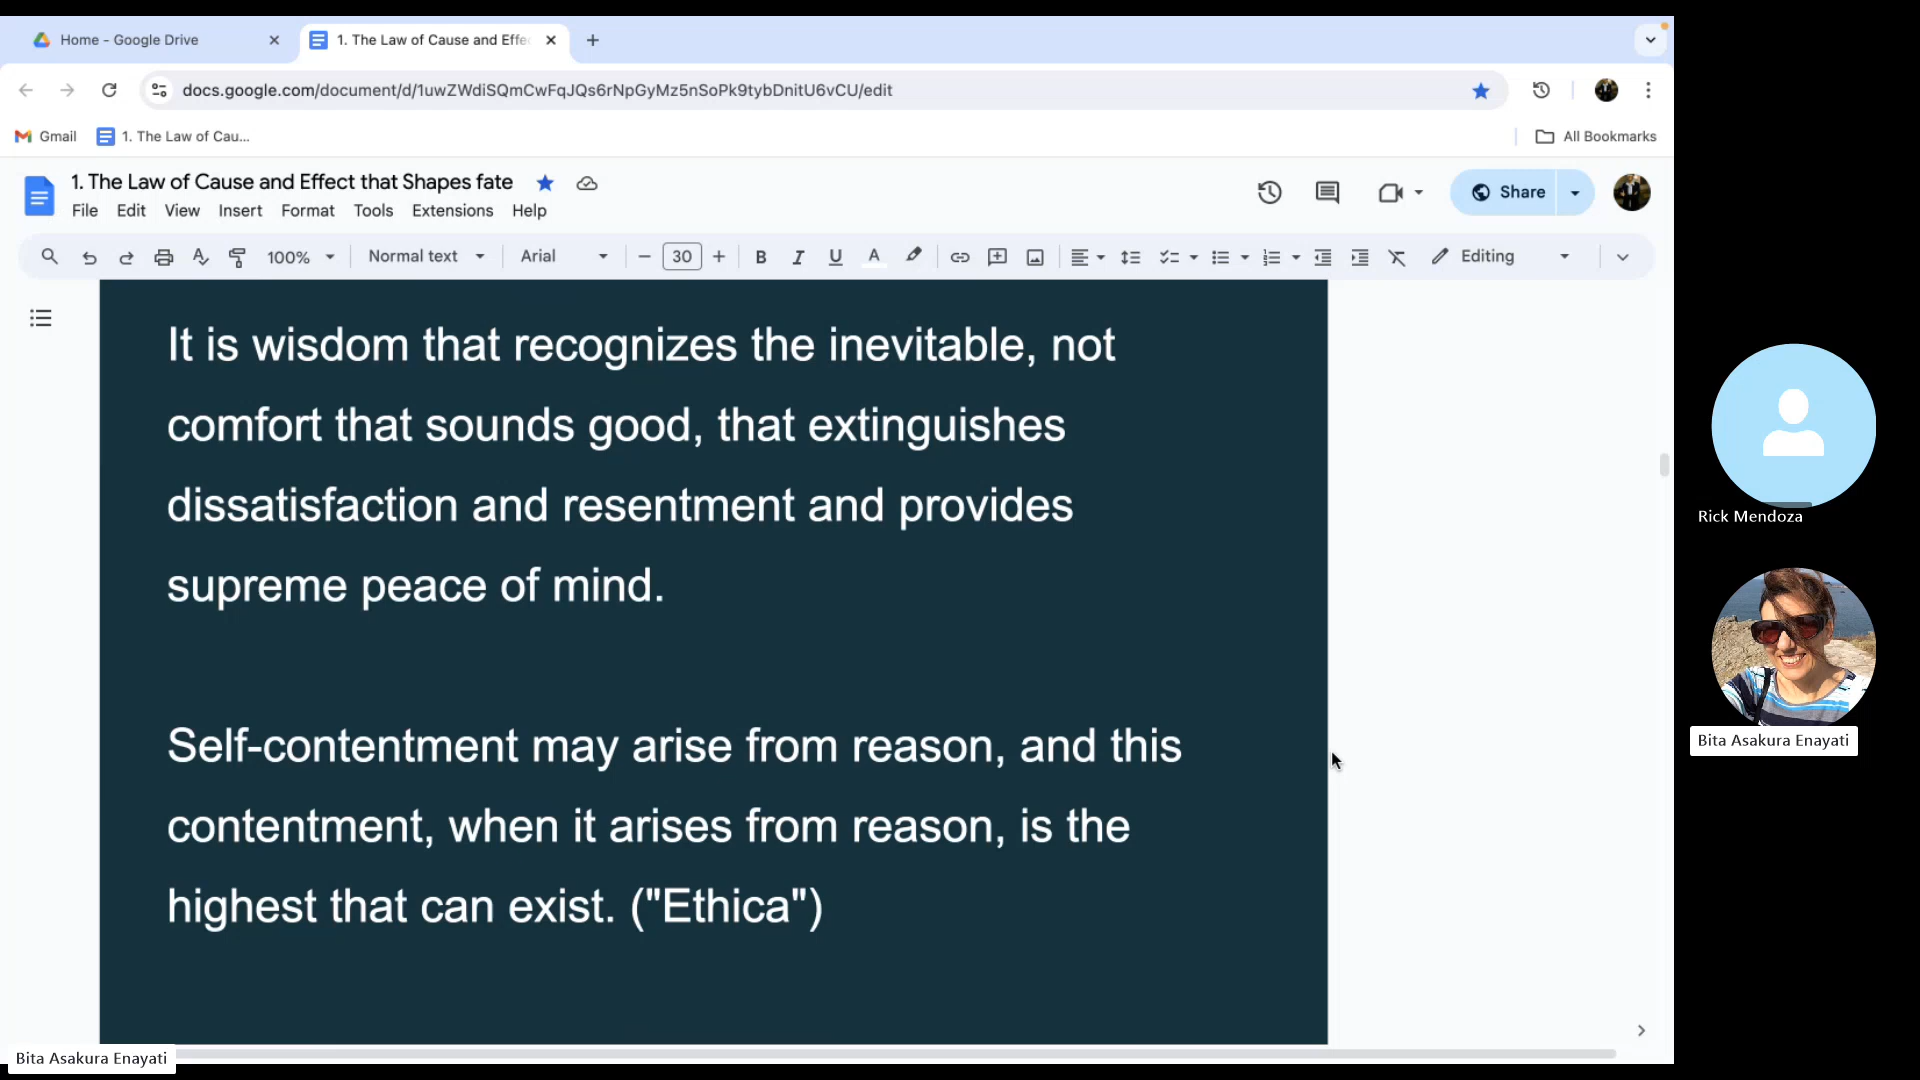 Home - Google Drive
1. The Law of Cause and Effe
docs.google.com/document/d/1uwZWdiSQmCwFqJQs6rNpGyMz5nSoPk9tybDnitU6vCU/edit
Gmail
1. The Law of Cau...
All Bookmarks
1. The Law of Cause and Effect that Shapes fate
File Edit View Insert Format Tools Extensions Help
Share
100% Normal text Arial 30 B I U A Editing
It is wisdom that recognizes the inevitable, not
comfort that sounds good, that extinguishes
dissatisfaction and resentment and provides
supreme peace of mind.
Self-contentment may arise from reason, and this
contentment, when it arises from reason, is the
highest that can exist. ("Ethica")
Rick Mendoza
Bita Asakura Enayati
Bita Asakura Enayati